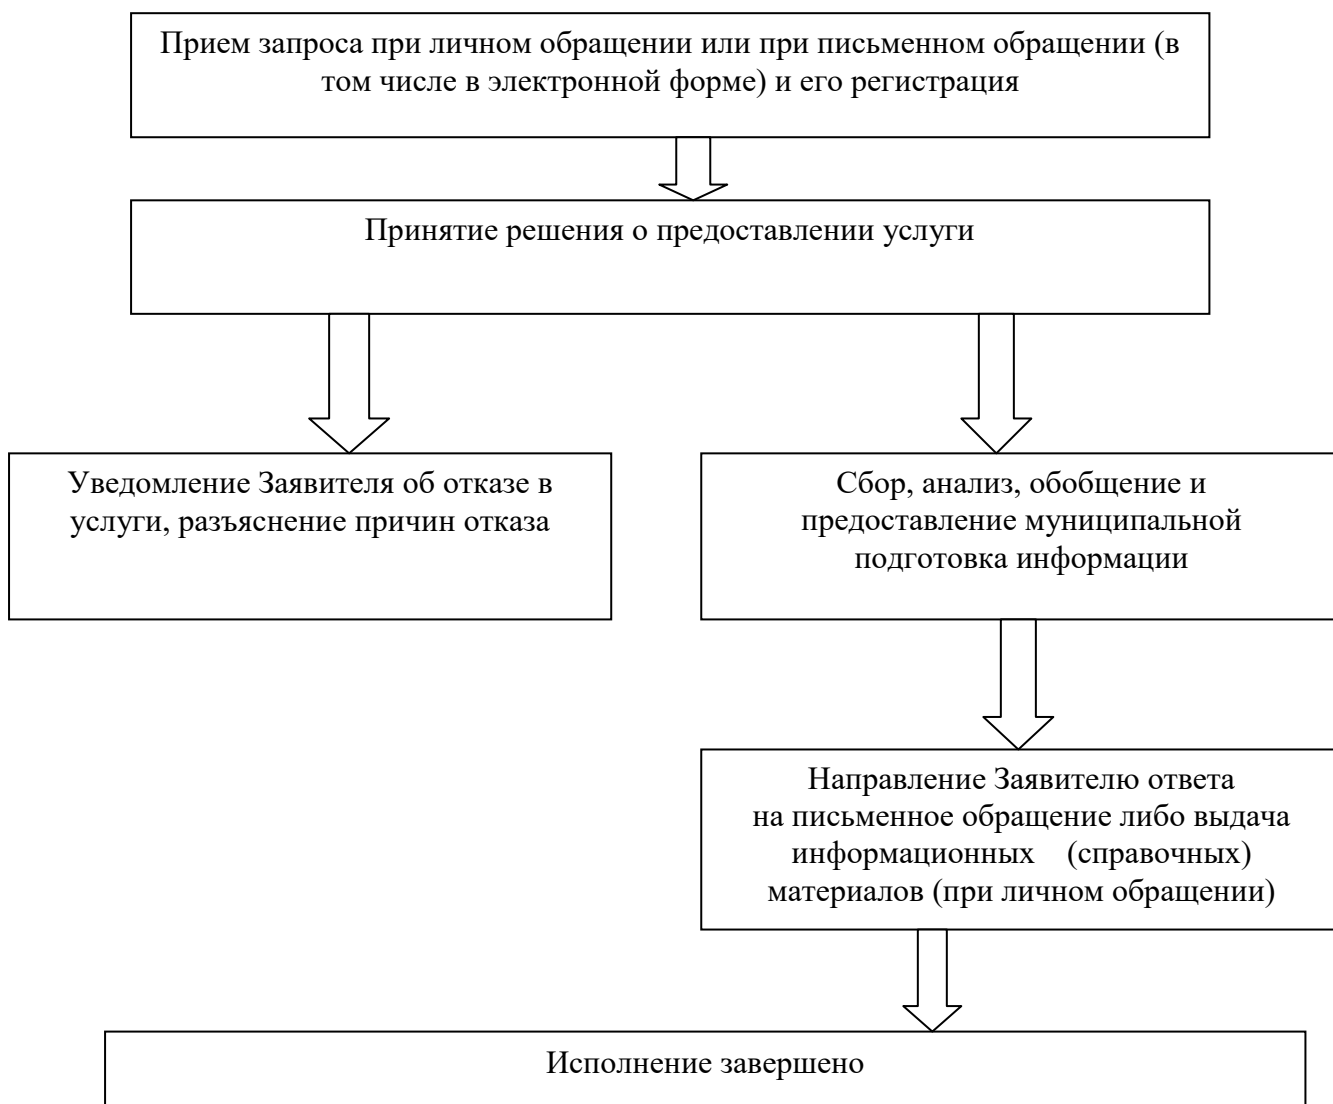 Прием запроса при личном обращении или при письменном обращении (в
том числе в электронной форме) и его регистрация
Принятие решения о предоставлении услуги
Уведомление Заявителя об отказе в
услуги, разъяснение причин отказа
Сбор, анализ, обобщение и
предоставление муниципальной
подготовка информации
Направление Заявителю ответа
на письменное обращение либо выдача
информационных (справочных)
материалов (при личном обращении)
Исполнение завершено